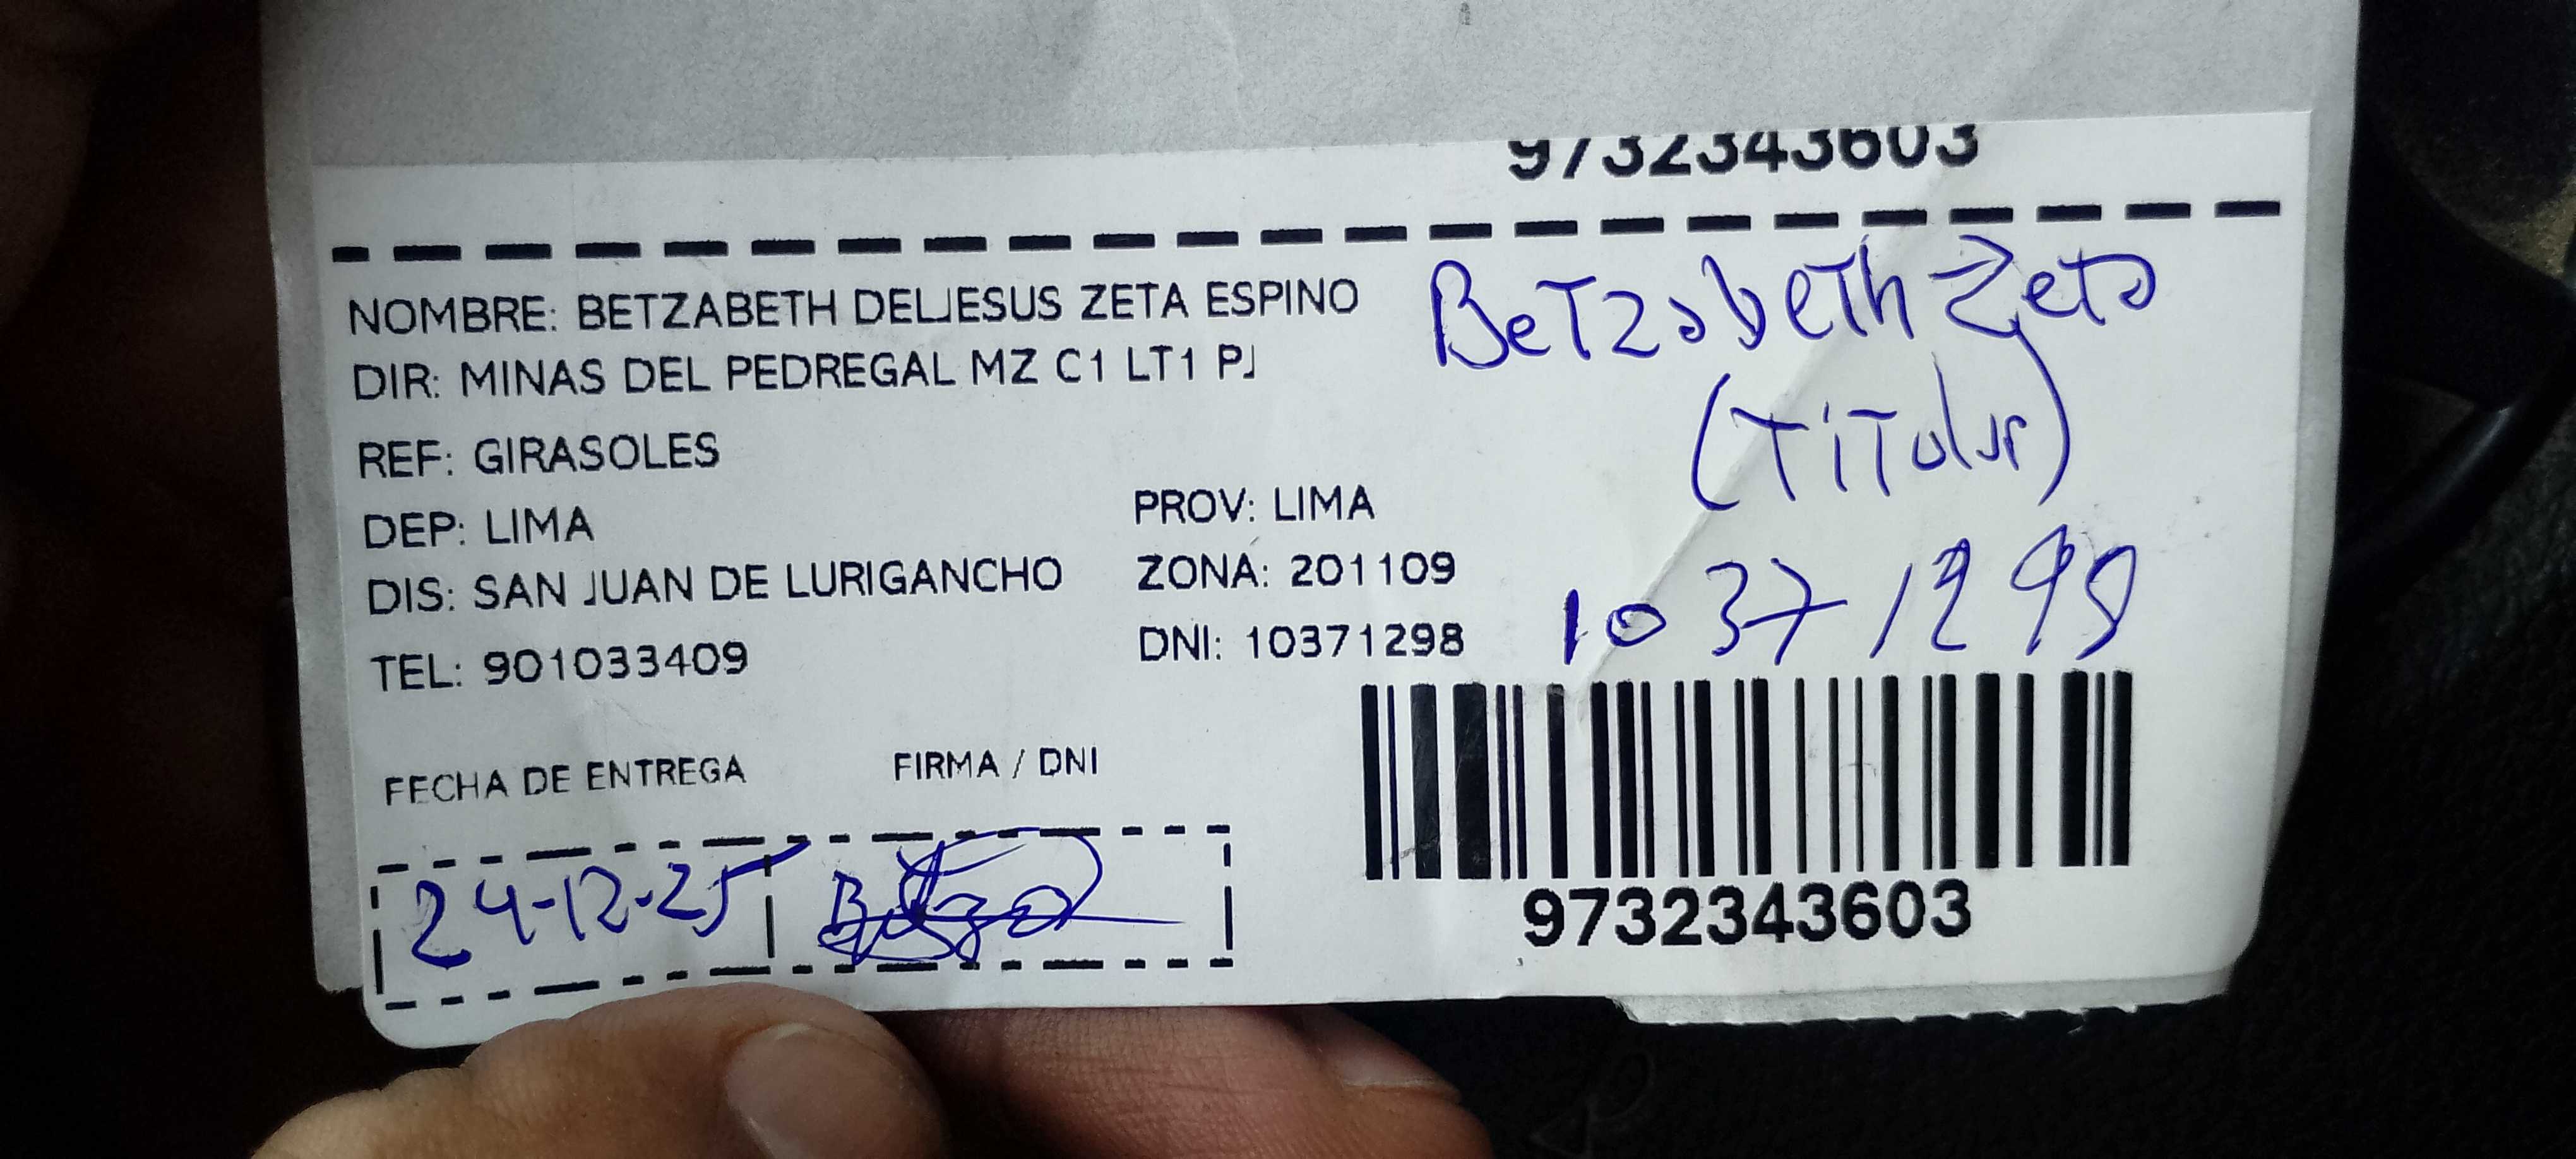 9732343603
NOMBRE: BETZABETH DELJESUS ZETA ESPINO
BeTzabeTh Zeta
DIR: MINAS DEL PEDREGAL MZ C1 LT1 PJ
(TiTular)
REF: GIRASOLES
DEP: LIMA
PROV: LIMA
DIS: SAN JUAN DE LURIGANCHO
ZONA: 201109
TEL: 901033409
DNI: 10371298
10371298
FECHA DE ENTREGA
FIRMA / DNI
24-12-25
9732343603